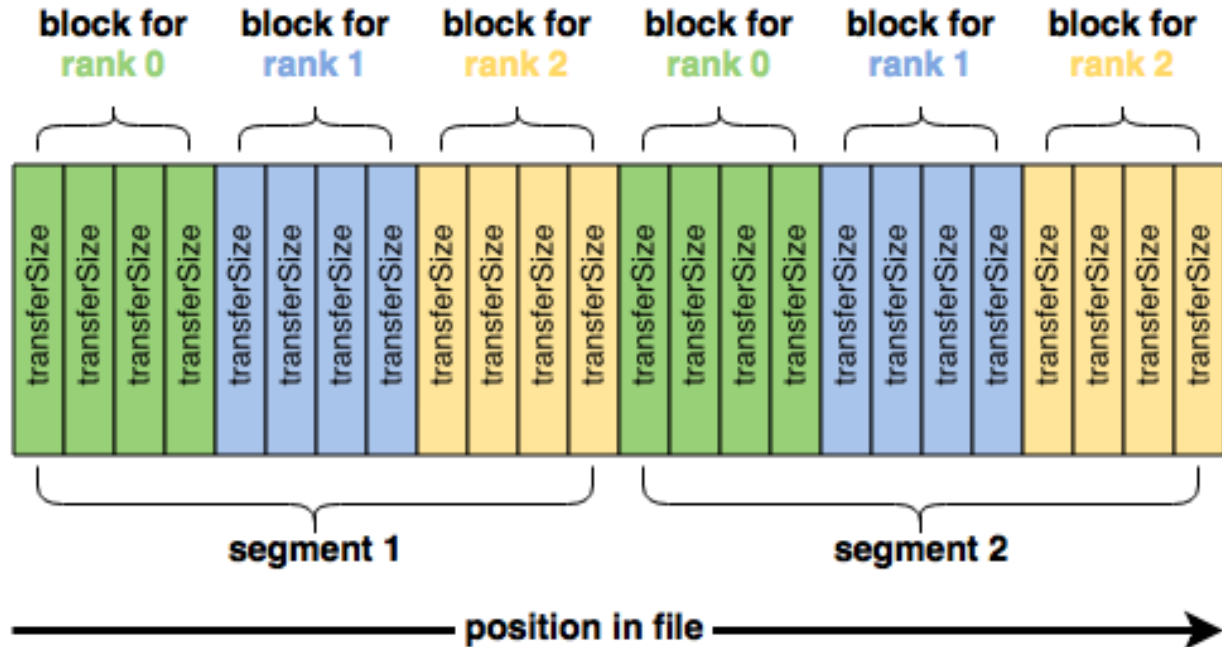 block for block for block for block for block for block for
rank 0 rank 1 rank 2 rank 0 rank 1 rank 2
transferSize transferSize transferSize transferSize transferSize transferSize transferSize transferSize transferSize transferSize transferSize transferSize transferSize transferSize transferSize transferSize transferSize transferSize transferSize transferSize transferSize transferSize transferSize transferSize
segment 1 segment 2
position in file